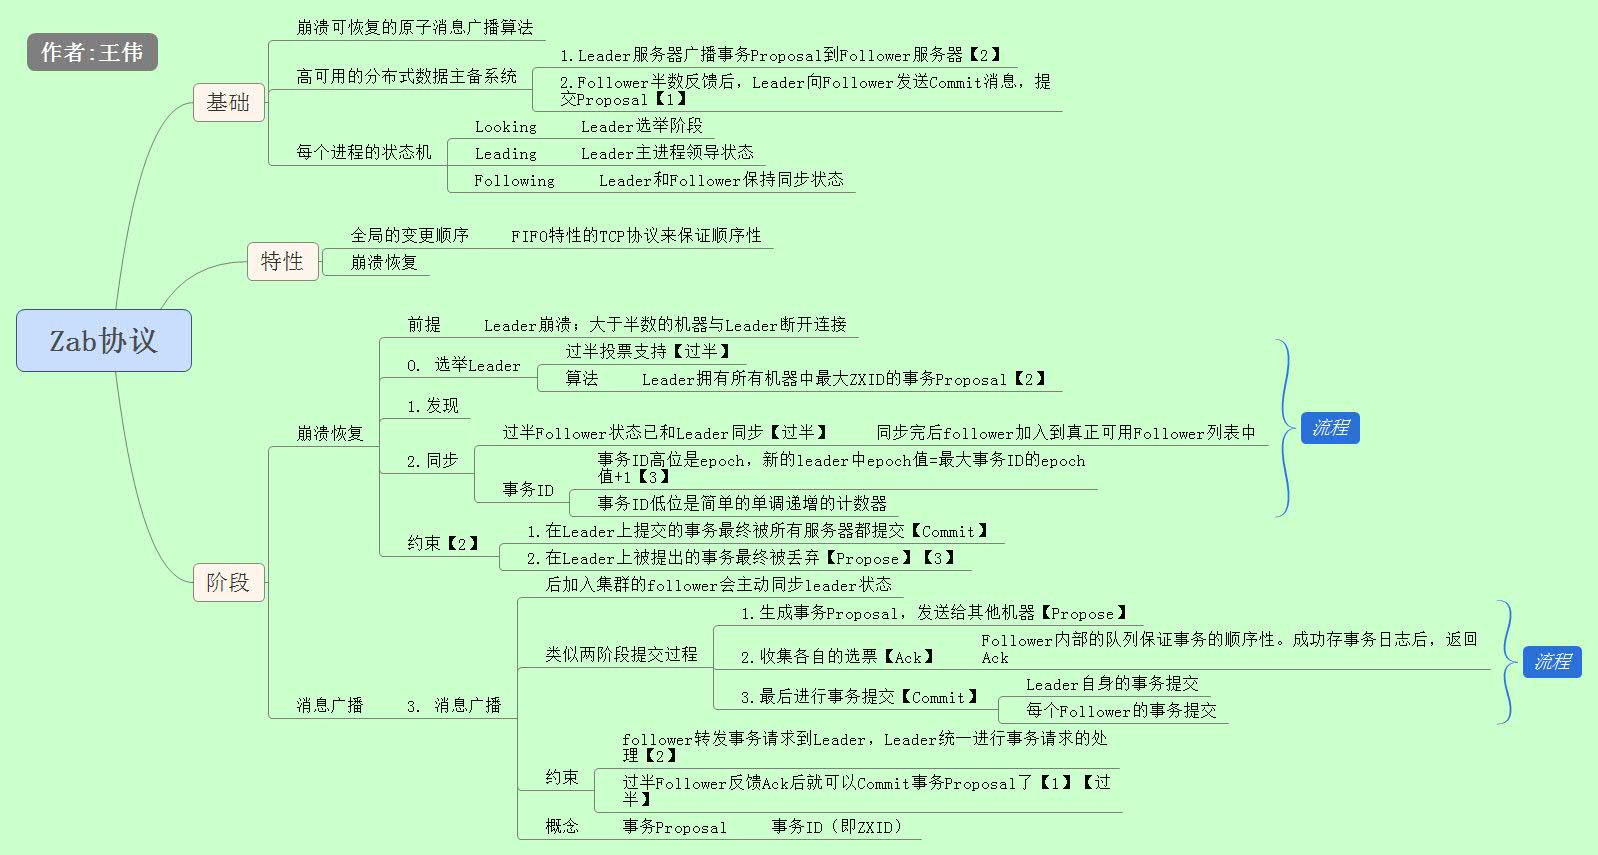 作者:王伟
Zab协议
基础
崩溃可恢复的原子消息广播算法
高可用的分布式数据主备系统
1.Leader服务器广播事务Proposal到Follower服务器【2】
2.Follower半数反馈后，Leader向Follower发送Commit消息，提
交Proposal【1】
每个进程的状态机
Looking Leader选举阶段
Leading Leader主进程领导状态
Following Leader和Follower保持同步状态
特性
全局的变更顺序 FIFO特性的TCP协议来保证顺序性
崩溃恢复
阶段
崩溃恢复
前提 Leader崩溃；大于半数的机器与Leader断开连接
0. 选举Leader
过半投票支持【过半】
算法 Leader拥有所有机器中最大ZXID的事务Proposal【2】
1.发现
2.同步
过半Follower状态已和Leader同步【过半】 同步完后follower加入到真正可用Follower列表中
事务ID
事务ID高位是epoch，新的leader中epoch值=最大事务ID的epoch
值+1【3】
事务ID低位是简单的单调递增的计数器
约束【2】
1.在Leader上提交的事务最终被所有服务器都提交【Commit】
2.在Leader上被提出的事务最终被丢弃【Propose】【3】
流程
消息广播
3. 消息广播
后加入集群的follower会主动同步leader状态
类似两阶段提交过程
1.生成事务Proposal，发送给其他机器【Propose】
2.收集各自的选票【Ack】
Follower内部的队列保证事务的顺序性。成功存事务日志后，返回
Ack
3.最后进行事务提交【Commit】
Leader自身的事务提交
每个Follower的事务提交
流程
约束
follower转发事务请求到Leader，Leader统一进行事务请求的处
理【2】
过半Follower反馈Ack后就可以Commit事务Proposal了【1】【过
半】
概念 事务Proposal 事务ID（即ZXID）